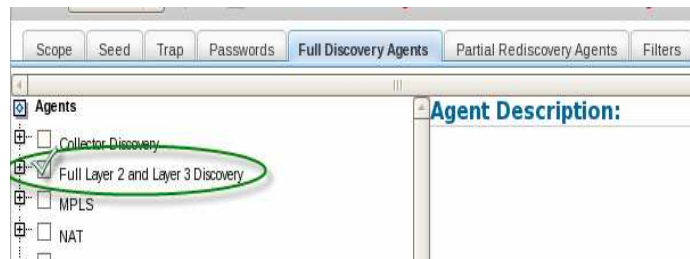 Scope Seed Trap Passwords Full Discovery Agents Partial Rediscovery Agents Filters
Agents
Agent Description:
Collector Discovery
Full Layer 2 and Layer 3 Discovery
MPLS
NAT